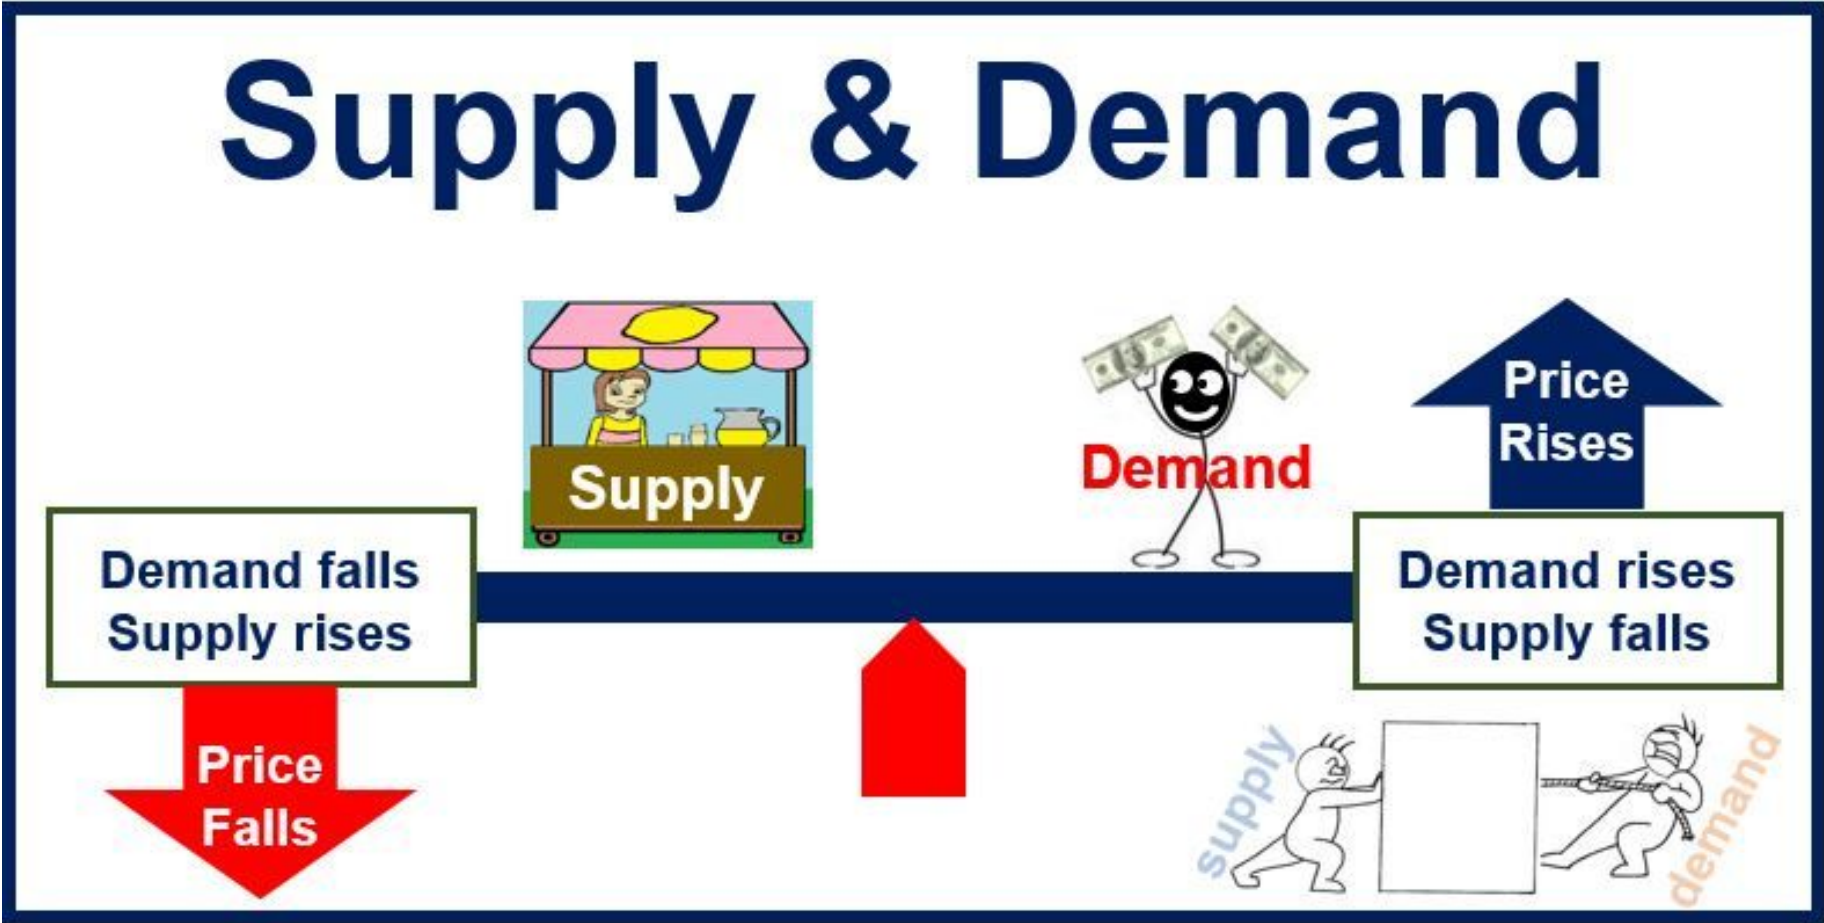 Supply & Demand
Supply
Demand
Price
Rises
Demand falls
Supply rises
Demand rises
Supply falls
Price
Falls
supply
demand